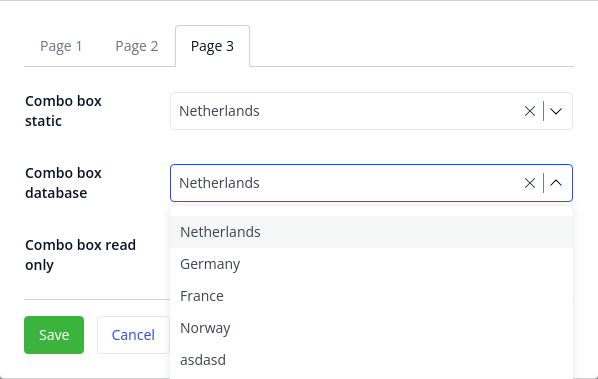 Page 1 Page 2 Page 3
Combo box
static
Netherlands
Combo box
database
Netherlands
Combo box read
only
Netherlands
Germany
France
Norway
asdasd
Save Cancel